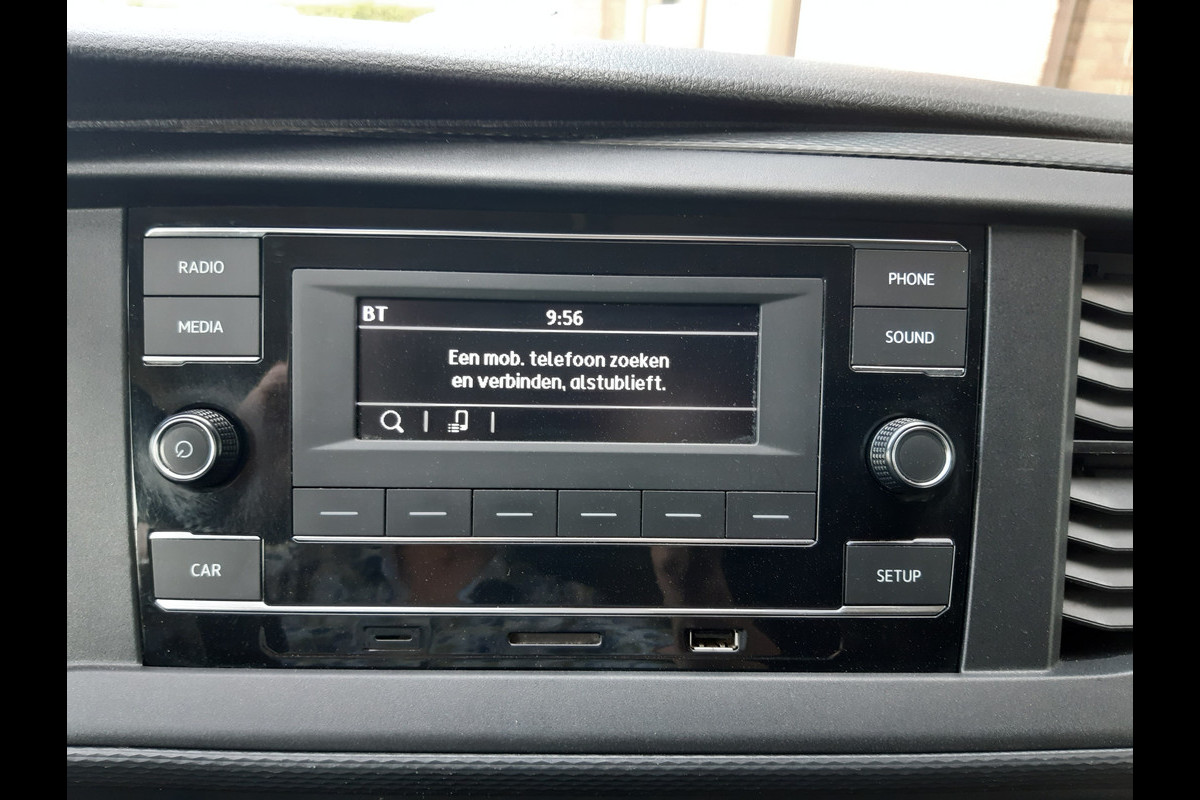 RADIO
MEDIA
PHONE
SOUND
BT 9:56
Een mob. telefoon zoeken
en verbinden, alstublieft.
CAR
SETUP